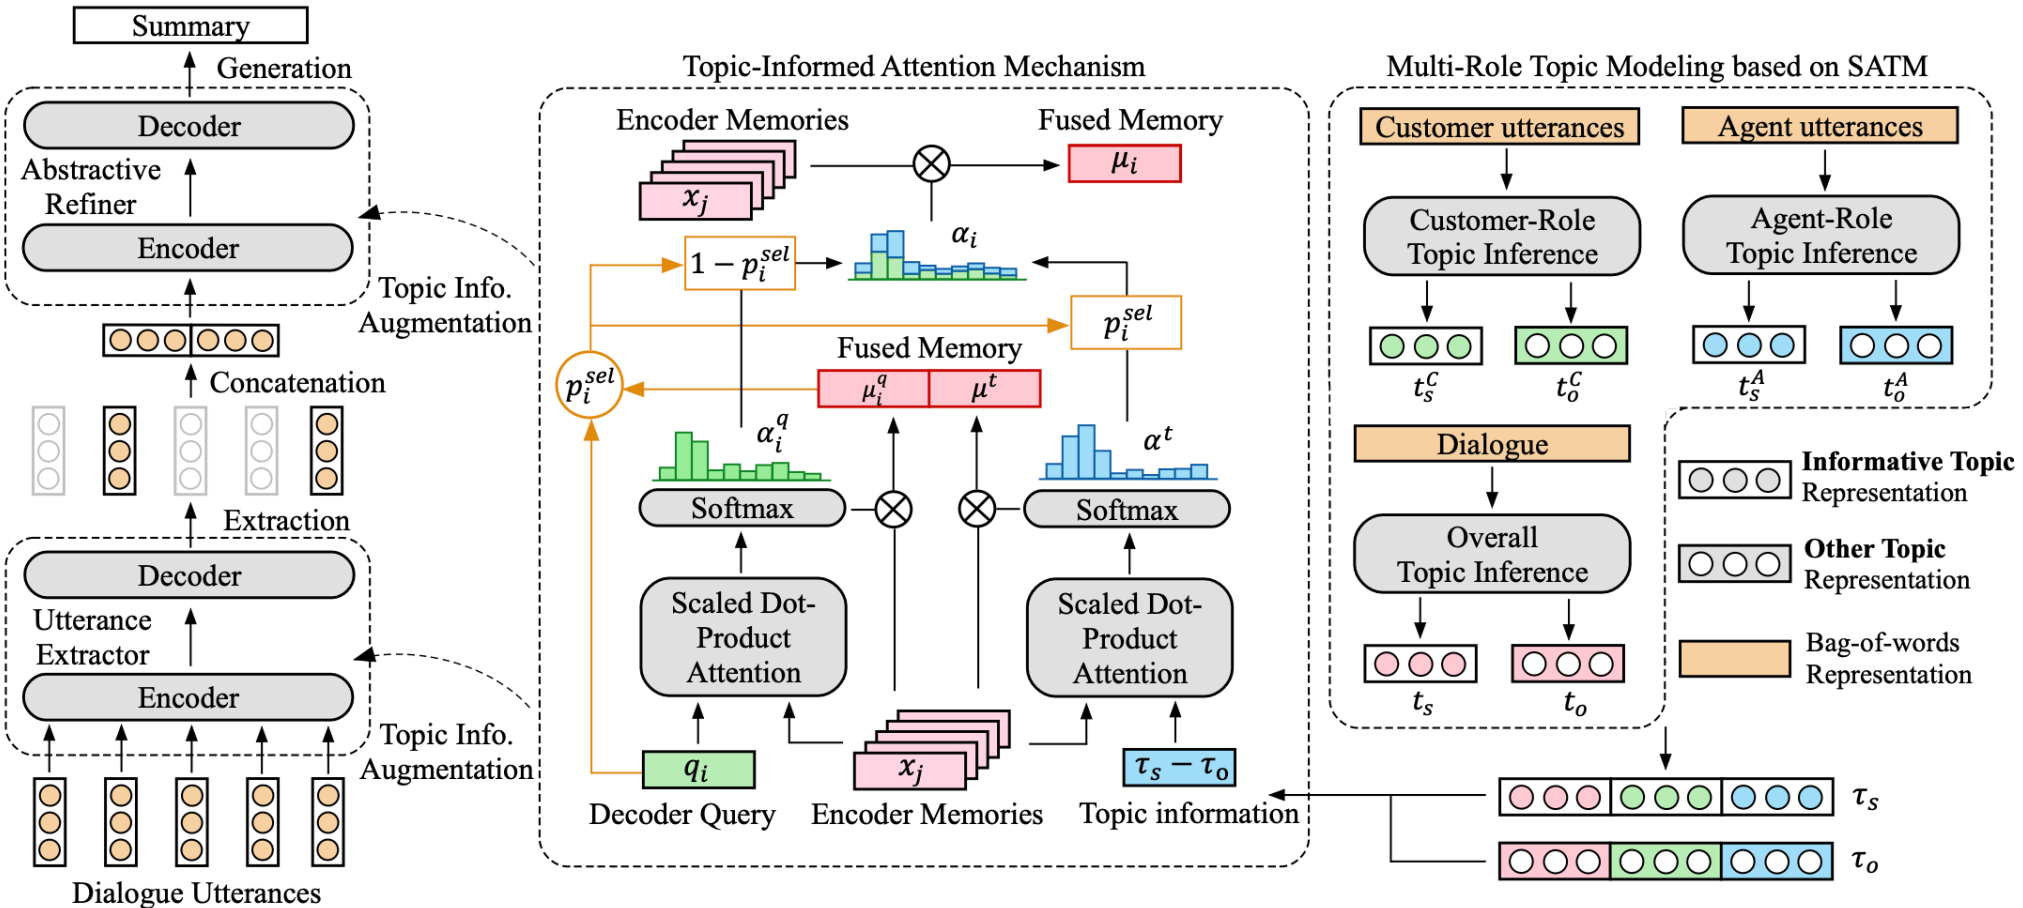 Summary
Generation
Decoder
Abstractive
Refiner
Encoder
Topic Info.
Augmentation
Concatenation
Extraction
Decoder
Utterance
Extractor
Encoder
Topic Info.
Augmentation
Dialogue Utterances
Topic-Informed Attention Mechanism
Encoder Memories
Fused Memory
x_j
μ_i
α_i
1 − p_i^{sel}
p_i^{sel}
Fused Memory
p_i^{sel}
μ_i^q
μ^t
α_i^q
α^t
Softmax
Softmax
Scaled Dot-
Product
Attention
Scaled Dot-
Product
Attention
q_i
x_j
τ_s − τ_o
Decoder Query
Encoder Memories
Topic information
Multi-Role Topic Modeling based on SATM
Customer utterances
Agent utterances
Customer-Role
Topic Inference
Agent-Role
Topic Inference
t_s^C
t_o^C
t_s^A
t_o^A
Dialogue
Overall
Topic Inference
t_s
t_o
Informative Topic
Representation
Other Topic
Representation
Bag-of-words
Representation
τ_s
τ_o